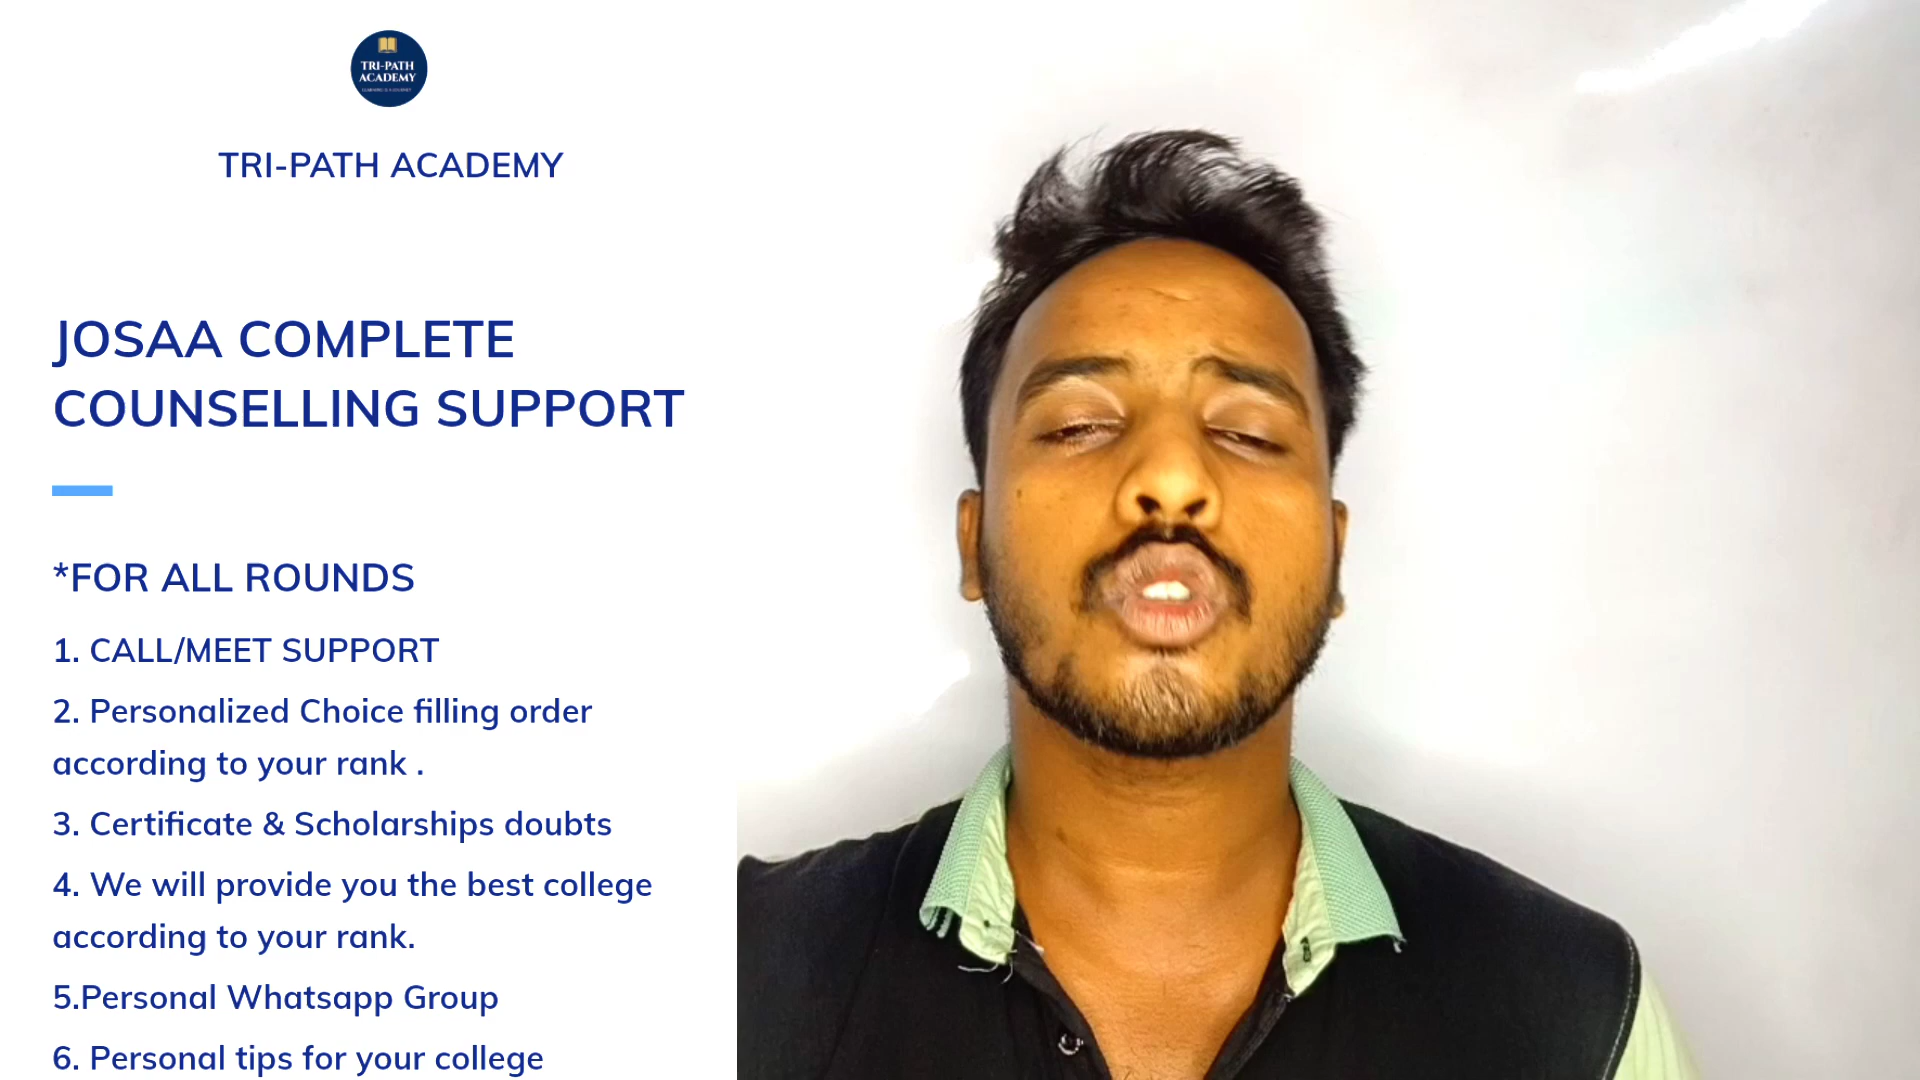 TRI-PATH
ACADEMY
TRI-PATH ACADEMY
JOSAA COMPLETE
COUNSELLING SUPPORT
*FOR ALL ROUNDS
1. CALL/MEET SUPPORT
2. Personalized Choice filling order
according to your rank .
3. Certificate & Scholarships doubts
4. We will provide you the best college
according to your rank.
5.Personal Whatsapp Group
6. Personal tips for your college